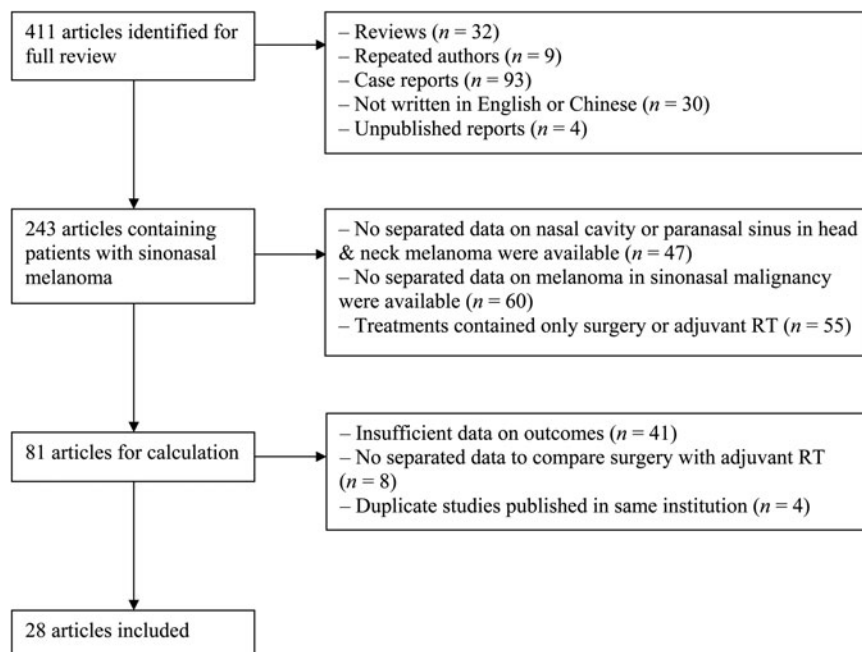 411 articles identified for
full review
– Reviews (n = 32)
– Repeated authors (n = 9)
– Case reports (n = 93)
– Not written in English or Chinese (n = 30)
– Unpublished reports (n = 4)
243 articles containing
patients with sinonasal
melanoma
– No separated data on nasal cavity or paranasal sinus in head
& neck melanoma were available (n = 47)
– No separated data on melanoma in sinonasal malignancy
were available (n = 60)
– Treatments contained only surgery or adjuvant RT (n = 55)
81 articles for calculation
– Insufficient data on outcomes (n = 41)
– No separated data to compare surgery with adjuvant RT
(n = 8)
– Duplicate studies published in same institution (n = 4)
28 articles included